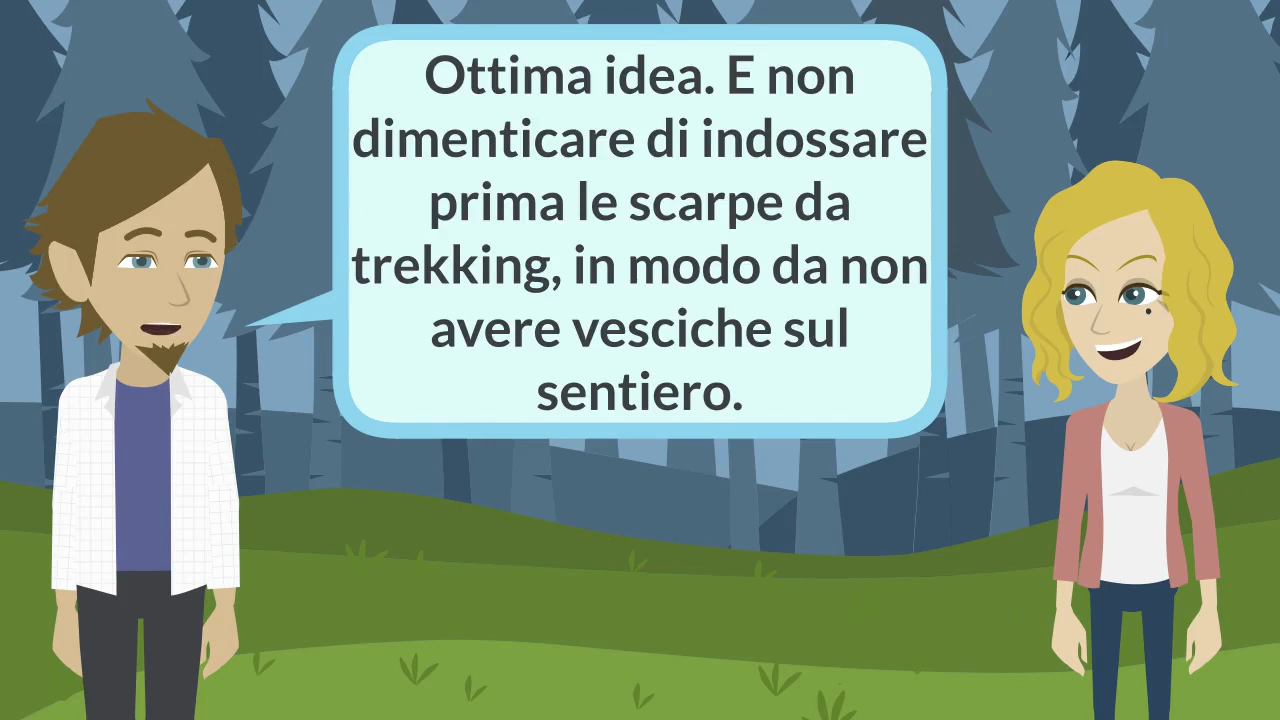 Ottima idea. E non
dimenticare di indossare
prima le scarpe da
trekking, in modo da non
avere vesciche sul
sentiero.